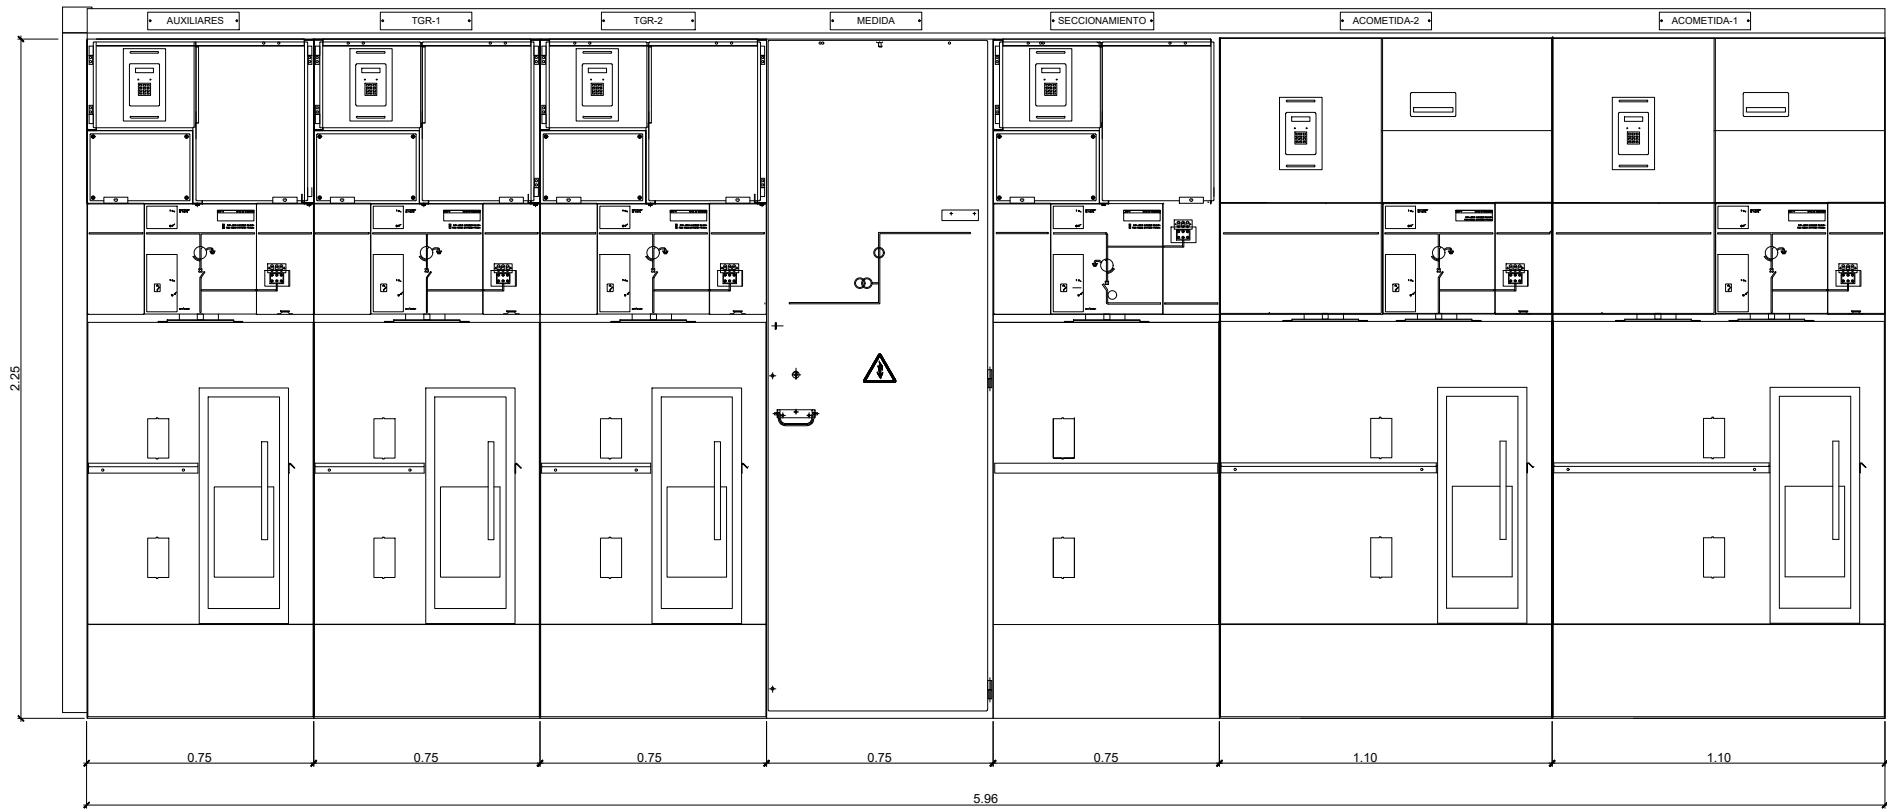 AUXILIARES
TGR-1
TGR-2
MEDIDA
SECCIONAMIENTO
ACOMETIDA-2
ACOMETIDA-1
2.25
0.75
0.75
0.75
0.75
0.75
1.10
1.10
5.96